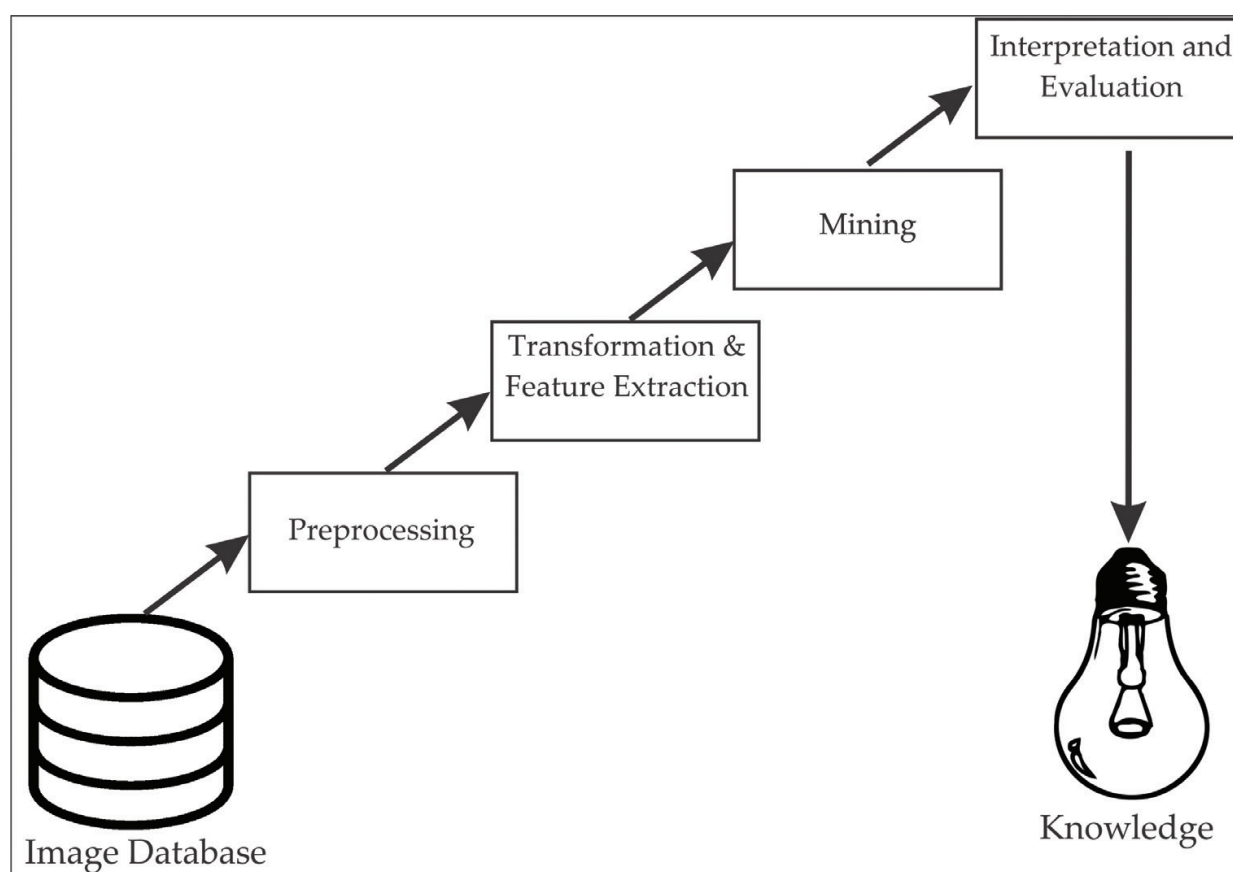 Interpretation and
Evaluation
Mining
Transformation &
Feature Extraction
Preprocessing
Image Database
Knowledge